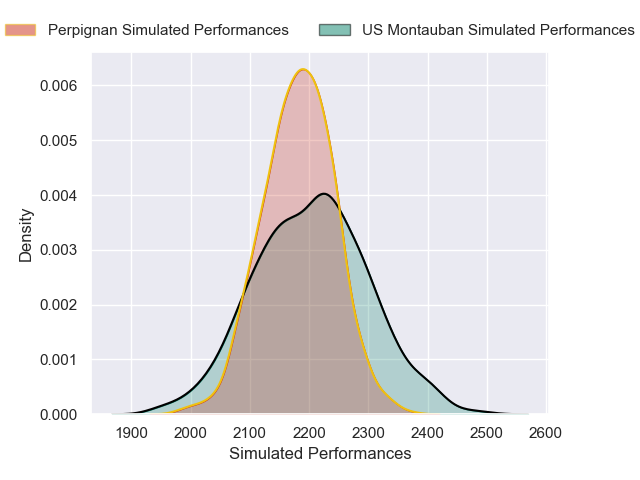 Perpignan Simulated Performances US Montauban Simulated Performances
0.006
0.005
0.004
0.003
0.002
0.001
0.000
Density
1900 2000 2100 2200 2300 2400 2500 2600
Simulated Performances